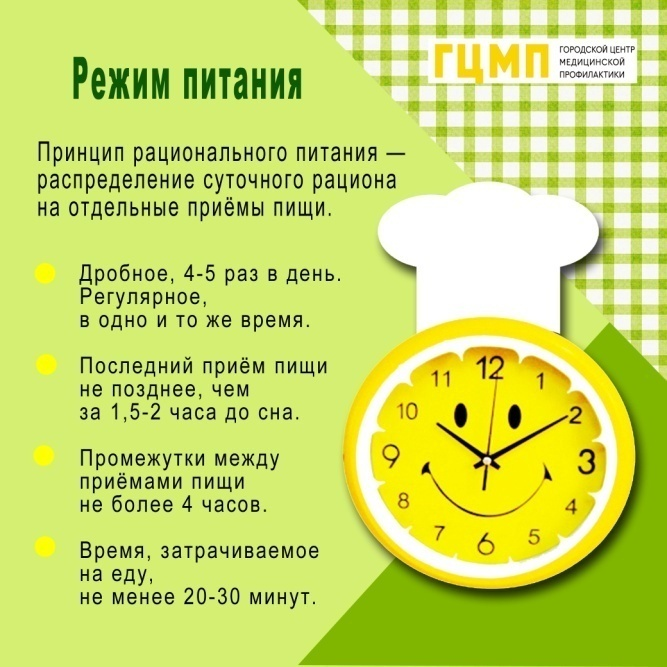 Режим питания
ГЦМП
ГОРОДСКОЙ ЦЕНТР
МЕДИЦИНСКОЙ
ПРОФИЛАКТИКИ
Принцип рационального питания —
распределение суточного рациона
на отдельные приёмы пищи.
Дробное, 4-5 раз в день.
Регулярное,
в одно и то же время.
Последний приём пищи
не позднее, чем
за 1,5-2 часа до сна.
Промежутки между
приёмами пищи
не более 4 часов.
Время, затрачиваемое
на еду,
не менее 20-30 минут.
12
1
2
3
4
5
6
7
8
9
10
11